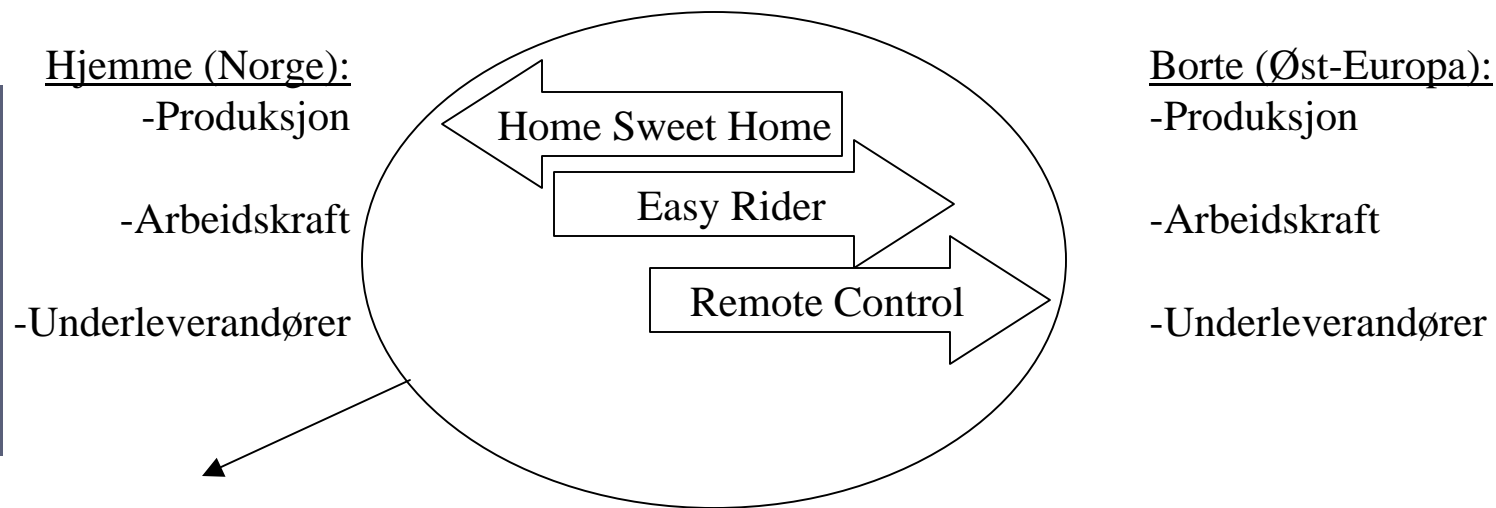 Hjemme (Norge):
-Produksjon
-Arbeidskraft
-Underleverandører
Home Sweet Home
Easy Rider
Remote Control
Borte (Øst-Europa):
-Produksjon
-Arbeidskraft
-Underleverandører